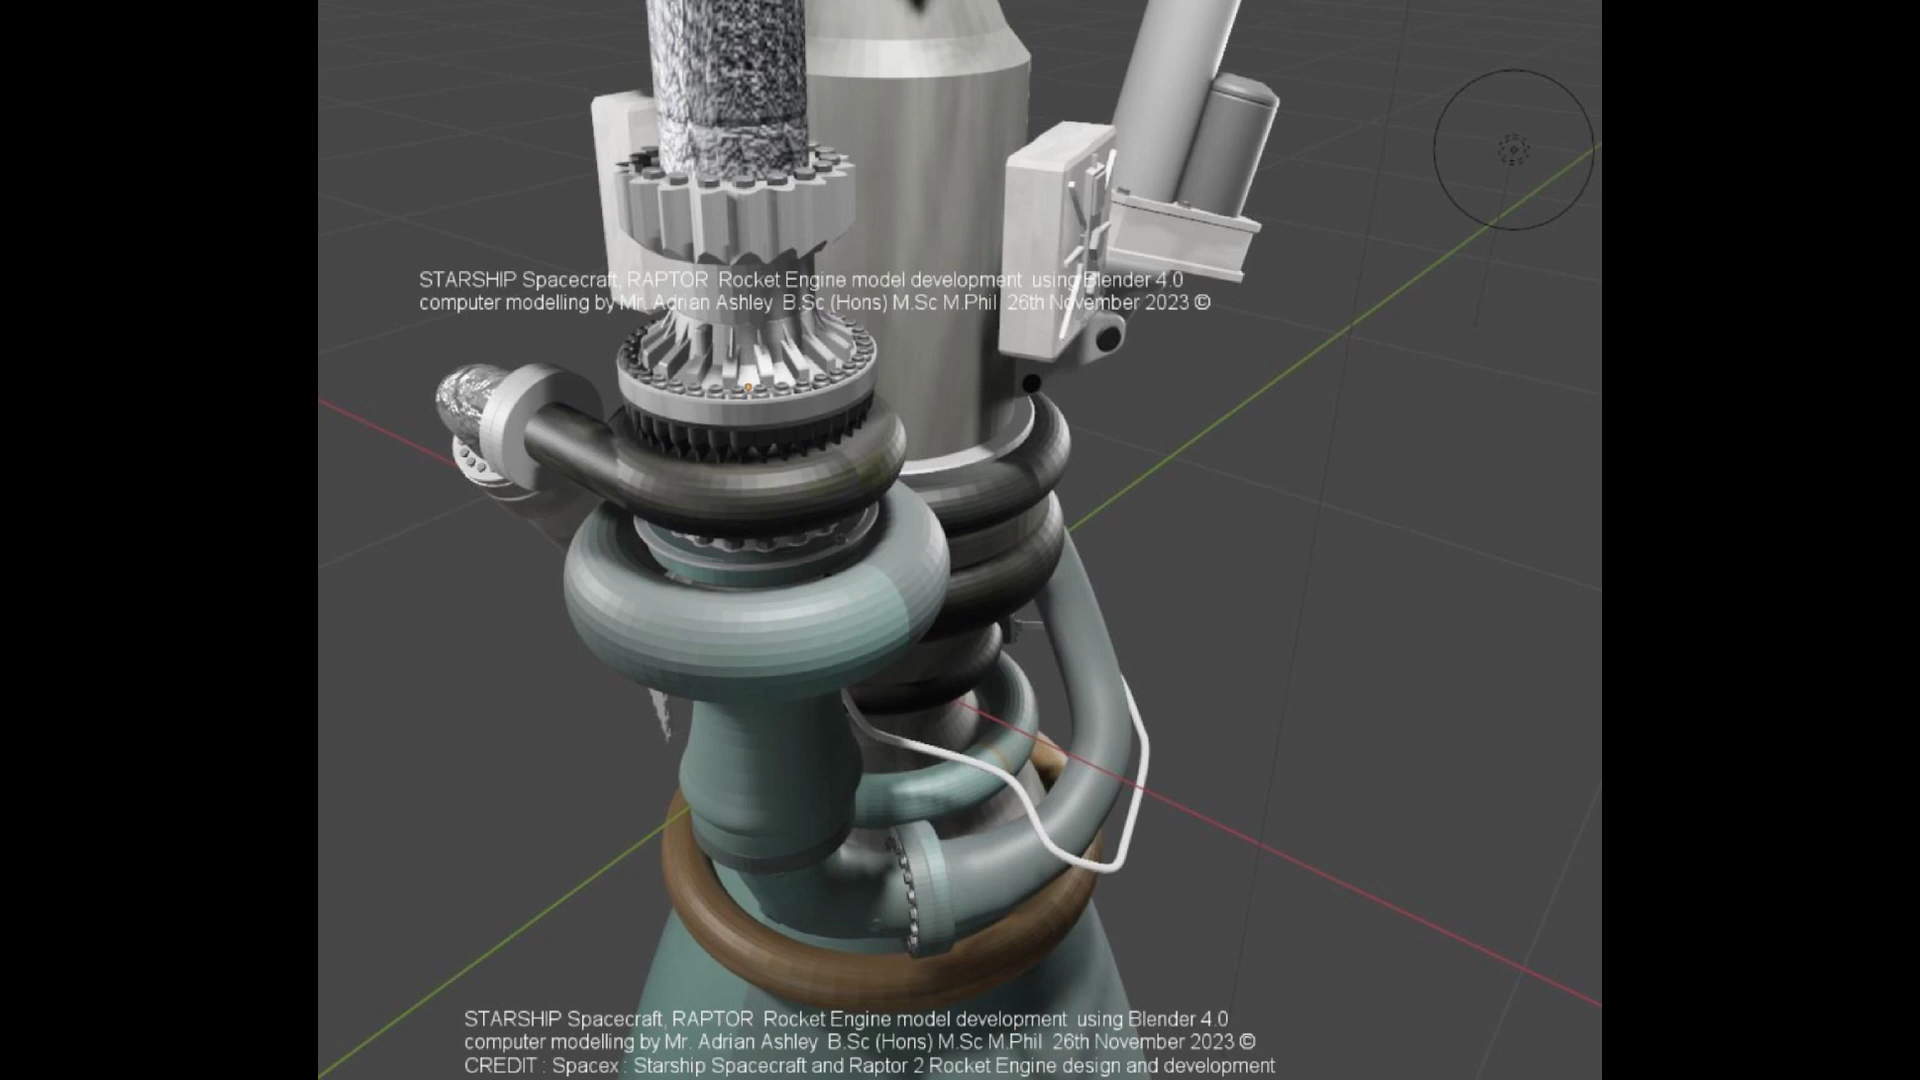 STARSHIP Spacecraft, RAPTOR Rocket Engine model development using Blender 4.0
computer modelling by Mr. Adrian Ashley B.Sc (Hons) M.Sc M.Phil 26th November 2023 ©
STARSHIP Spacecraft, RAPTOR Rocket Engine model development using Blender 4.0
computer modelling by Mr. Adrian Ashley B.Sc (Hons) M.Sc M.Phil 26th November 2023 ©
CREDIT : Spacex : Starship Spacecraft and Raptor 2 Rocket Engine design and development